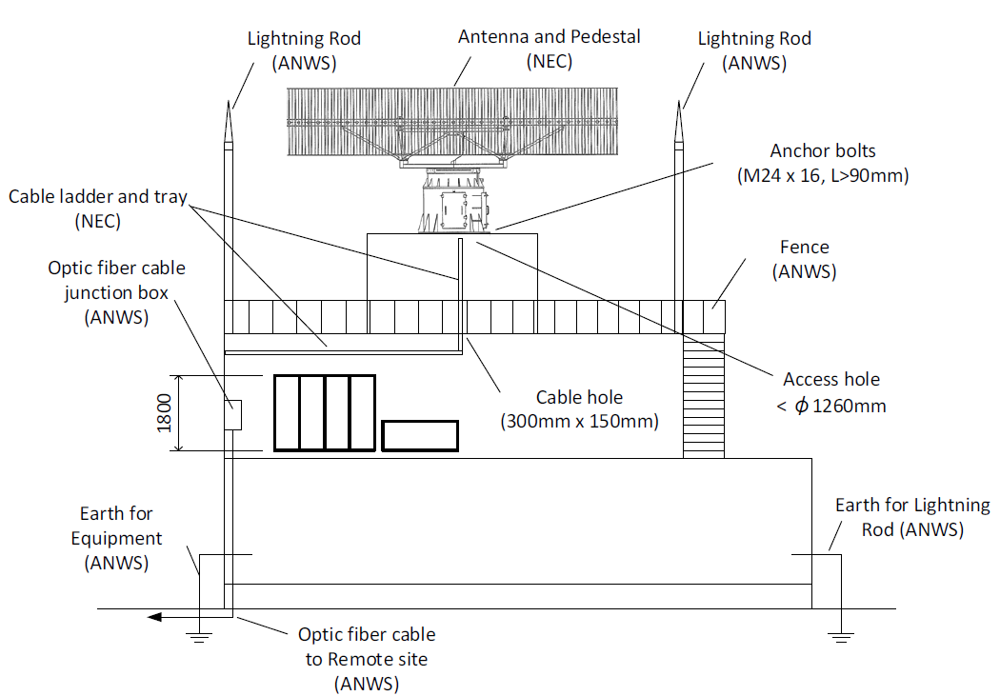 Lightning Rod
(ANWS)
Antenna and Pedestal
(NEC)
Lightning Rod
(ANWS)
Anchor bolts
(M24 x 16, L>90mm)
Cable ladder and tray
(NEC)
Fence
(ANWS)
Optic fiber cable
junction box
(ANWS)
1800
Cable hole
(300mm x 150mm)
Access hole
< ϕ1260mm
Earth for
Equipment
(ANWS)
Earth for Lightning
Rod (ANWS)
Optic fiber cable
to Remote site
(ANWS)